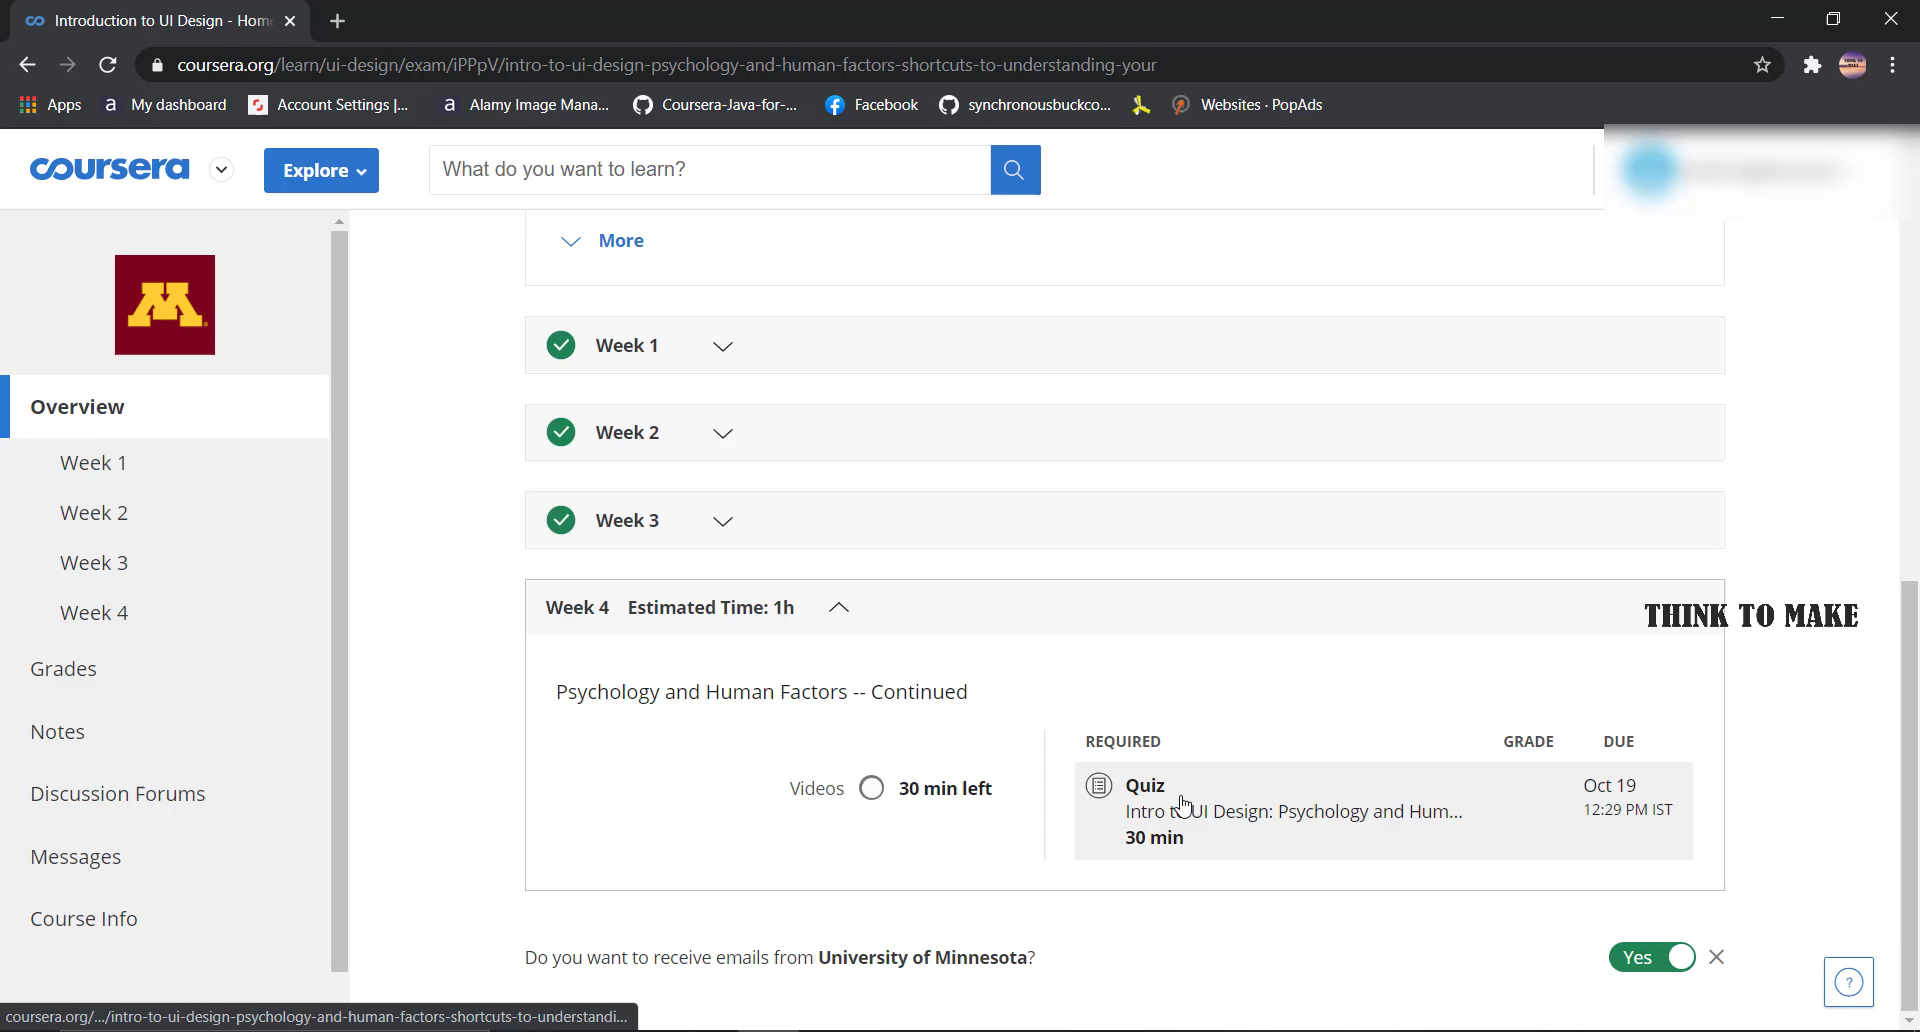 Introduction to UI Design - Hom
coursera.org/learn/ui-design/exam/iPPpV/intro-to-ui-design-psychology-and-human-factors-shortcuts-to-understanding-your
Apps a My dashboard Account Settings |... a Alamy Image Mana... Coursera-Java-for-... Facebook synchronousbuckco... Websites · PopAds
coursera Explore What do you want to learn?
M
More
Week 1
Week 2
Week 3
Week 4 Estimated Time: 1h
THINK TO MAKE
Psychology and Human Factors -- Continued
REQUIRED GRADE DUE
Videos 30 min left
Quiz Oct 19
Intro to UI Design: Psychology and Hum... 12:29 PM IST
30 min
Do you want to receive emails from University of Minnesota? Yes
?
Overview
Week 1
Week 2
Week 3
Week 4
Grades
Notes
Discussion Forums
Messages
Course Info
coursera.org/.../intro-to-ui-design-psychology-and-human-factors-shortcuts-to-understandi...